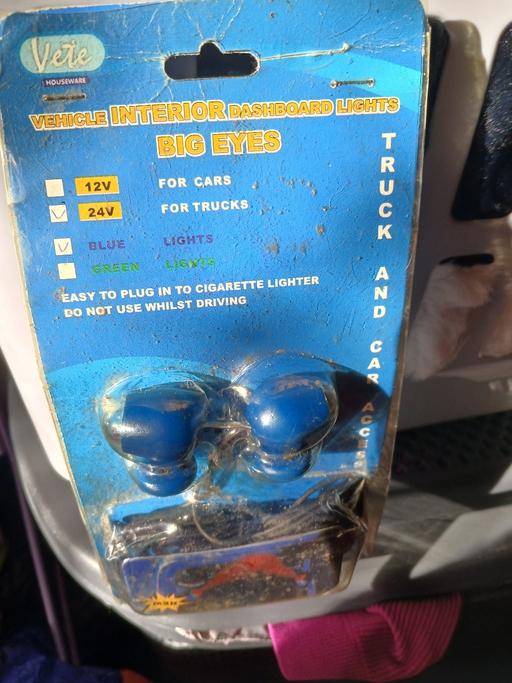 Vete
HOUSEWARE
VEHICLE INTERIOR DASHBOARD LIGHTS
BIG EYES
12V FOR CARS
24V FOR TRUCKS
BLUE LIGHTS
GREEN LIGHTS
EASY TO PLUG IN TO CIGARETTE LIGHTER
DO NOT USE WHILST DRIVING
TRUCK AND CAR ACCESS